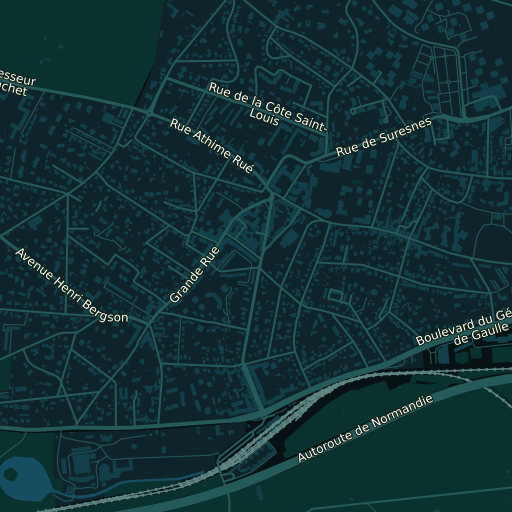 esseur
chet
Rue de la Côte Saint-
Louis
Rue Athime Rué
Rue de Suresnes
Avenue Henri Bergson
Grande Rue
Boulevard du Gé
de Gaulle
Autoroute de Normandie